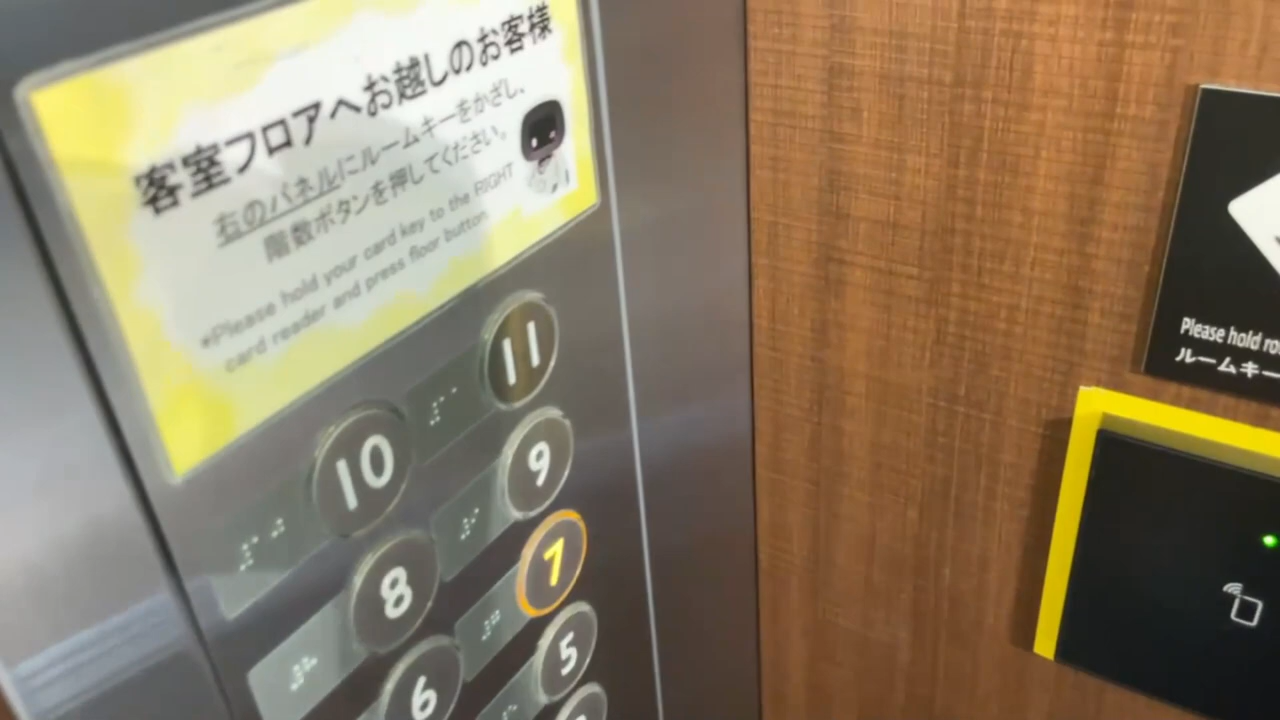 客室フロアへお越しのお客様
右のパネルにルームキーをかざし、
階数ボタンを押してください。
*Please hold your card key to the RIGHT
card reader and press floor button.
11
10
9
8
7
6
5
Please hold
ルームキー